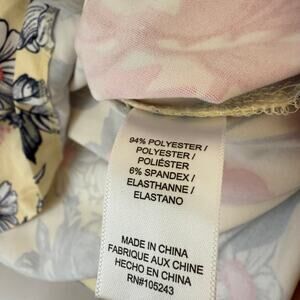 94% POLYESTER /
POLYESTER /
POLIÉSTER
6% SPANDEX /
ELASTHANNE /
ELASTANO
MADE IN CHINA
FABRIQUE AUX CHINE
HECHO EN CHINA
RN#105243